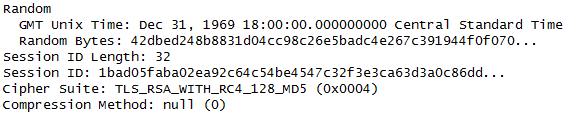 Random
GMT Unix Time: Dec 31, 1969 18:00:00.000000000 Central Standard Time
Random Bytes: 42dbed248b8831d04cc98c26e5badc4e267c391944f0f070...
Session ID Length: 32
Session ID: 1bad05faba02ea92c64c54be4547c32f3e3ca63d3a0c86dd...
Cipher Suite: TLS_RSA_WITH_RC4_128_MD5 (0x0004)
Compression Method: null (0)